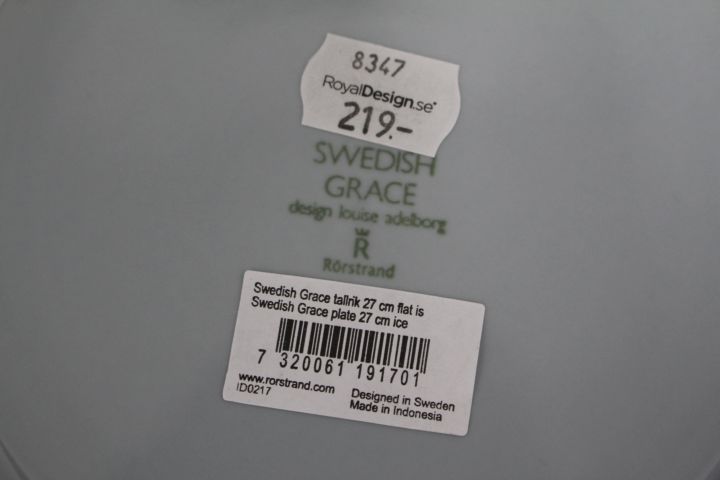 8347
RoyalDesign.se*
219.-
SWEDISH
GRACE
design louise adelborg
R
Rörstrand
Swedish Grace tallrik 27 cm flat is
Swedish Grace plate 27 cm ice
7 320061 191701
www.rorstrand.com
ID0217
Designed in Sweden
Made in Indonesia